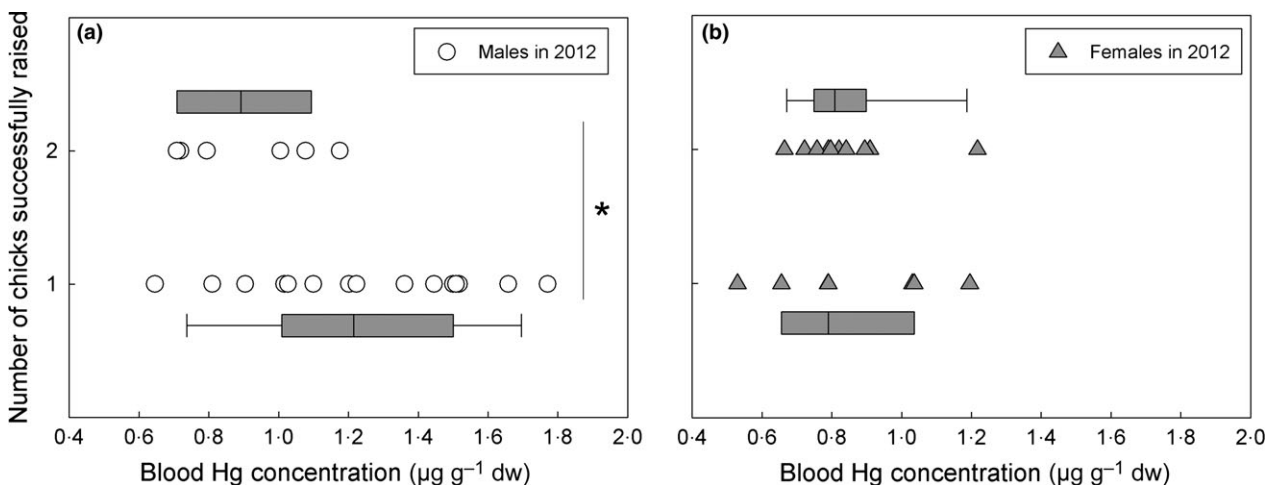 (a)
Males in 2012
Number of chicks successfully raised
2
*
1
0·4 0·6 0·8 1·0 1·2 1·4 1·6 1·8 2·0
Blood Hg concentration (µg g⁻¹ dw)
(b)
Females in 2012
0·4 0·6 0·8 1·0 1·2 1·4 1·6 1·8 2·0
Blood Hg concentration (µg g⁻¹ dw)